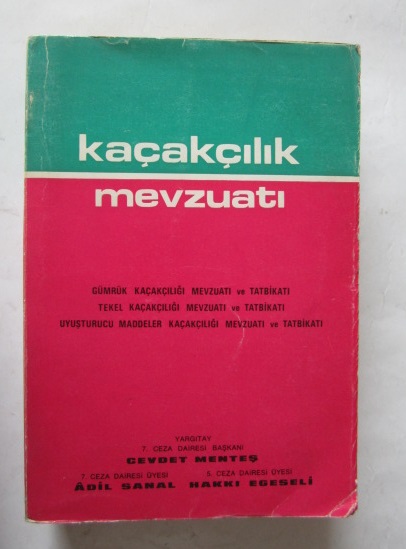 kaçakçılık
mevzuatı
GÜMRÜK KAÇAKÇILIĞI MEVZUATI ve TATBİKATI
TEKEL KAÇAKÇILIĞI MEVZUATI ve TATBİKATI
UYUŞTURUCU MADDELER KAÇAKÇILIĞI MEVZUATI ve TATBİKATI
YARGITAY
7. CEZA DAİRESİ BAŞKANI
CEVDET MENTEŞ
7. CEZA DAİRESİ ÜYESİ 5. CEZA DAİRESİ ÜYESİ
ÂDİL SANAL HAKKI EGESELİ